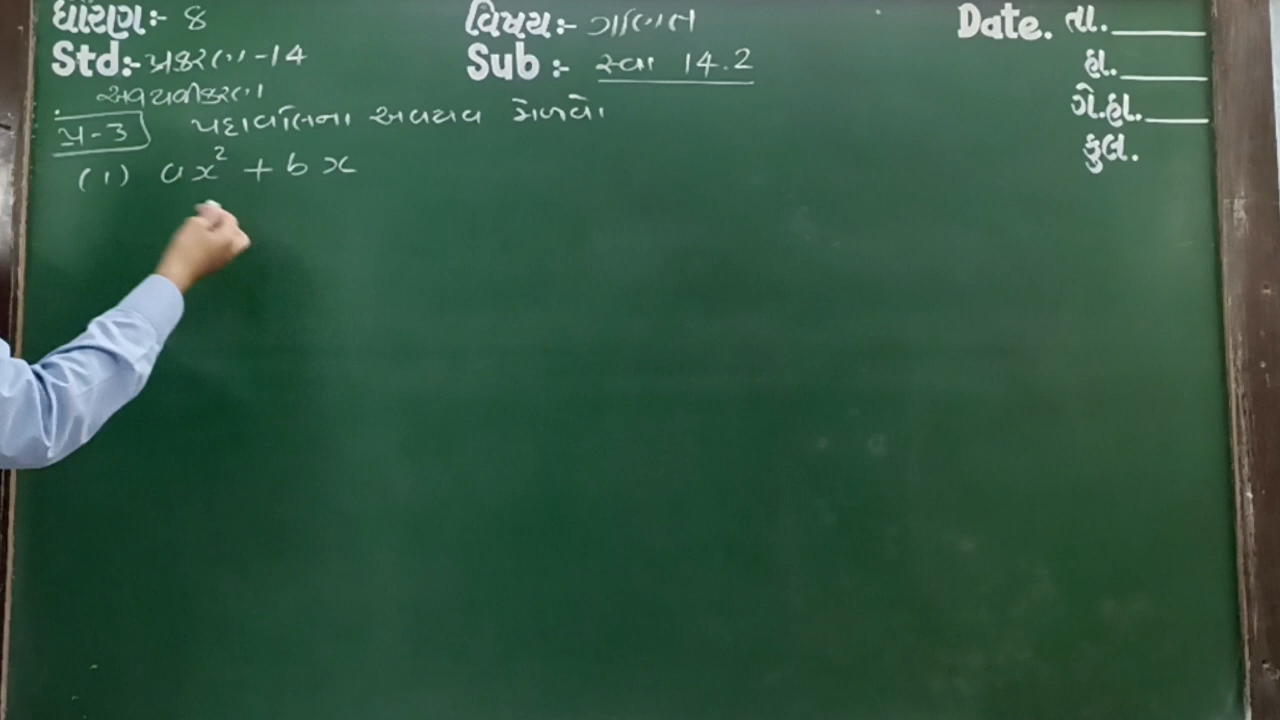 ધોરણ:- 8
વિષય:- ગણિત
Date. તા.
Std:- પ્રકરણ-14
Sub :- સ્વા 14.2
હા.
અવયવીકરણ
ગે.હા.
પ્ર-3 પદાવલિના અવયવ મેળવો
કુલ.
(1) ax² + bx